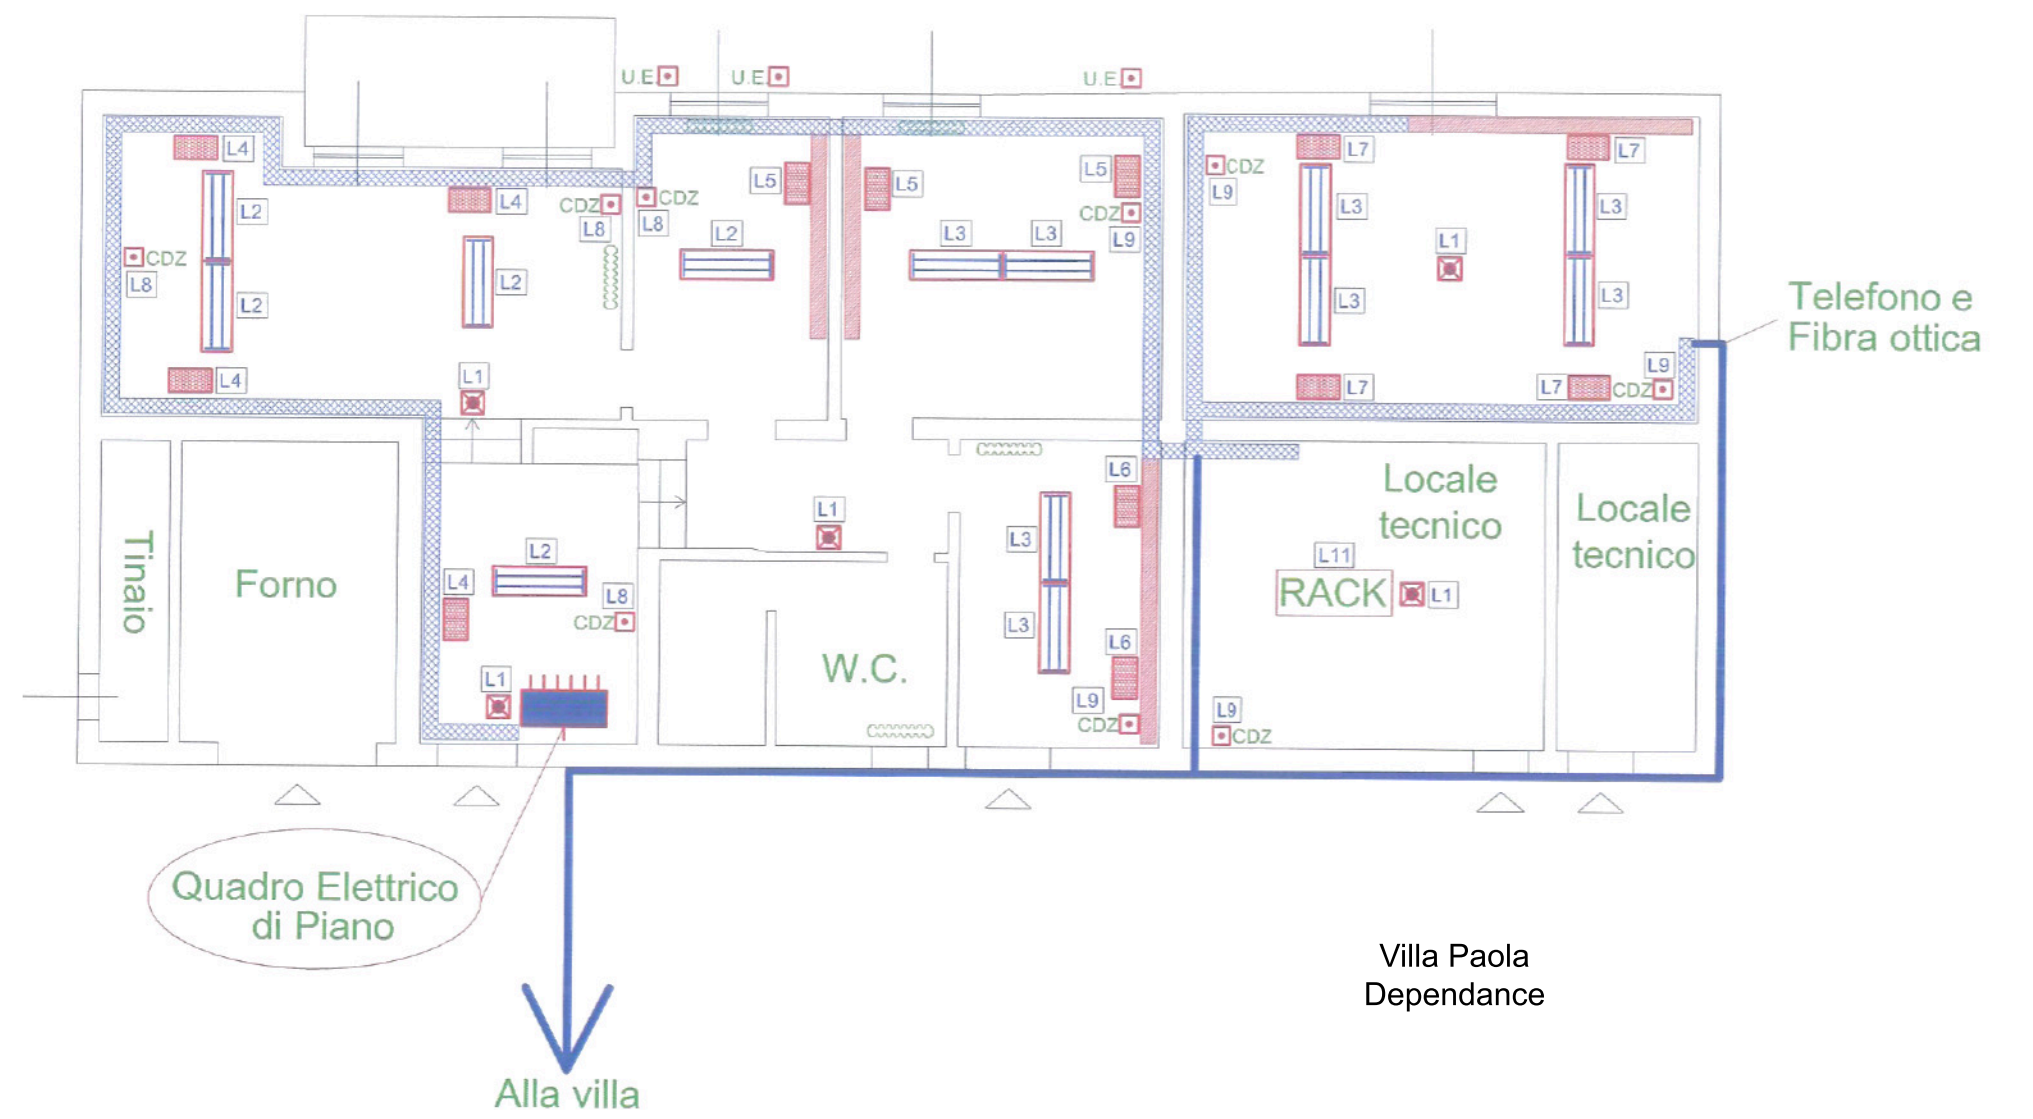 U.E.
U.E.
U.E.
L4
L4
L2
L2
L2
CDZ
L8
CDZ
L8
CDZ
L8
L4
L1
L5
L2
L5
L5
CDZ
L9
L3
L3
CDZ
L9
L7
L7
L3
L3
L1
L3
L3
L7
L7
L9
CDZ
Telefono e
Fibra ottica
Tinaio
Forno
L2
L4
L8
CDZ
L1
L1
W.C.
L6
L3
L3
L6
L9
CDZ
Locale
tecnico
Locale
tecnico
L11
RACK
L1
L9
CDZ
Quadro Elettrico
di Piano
Villa Paola
Dependance
Alla villa